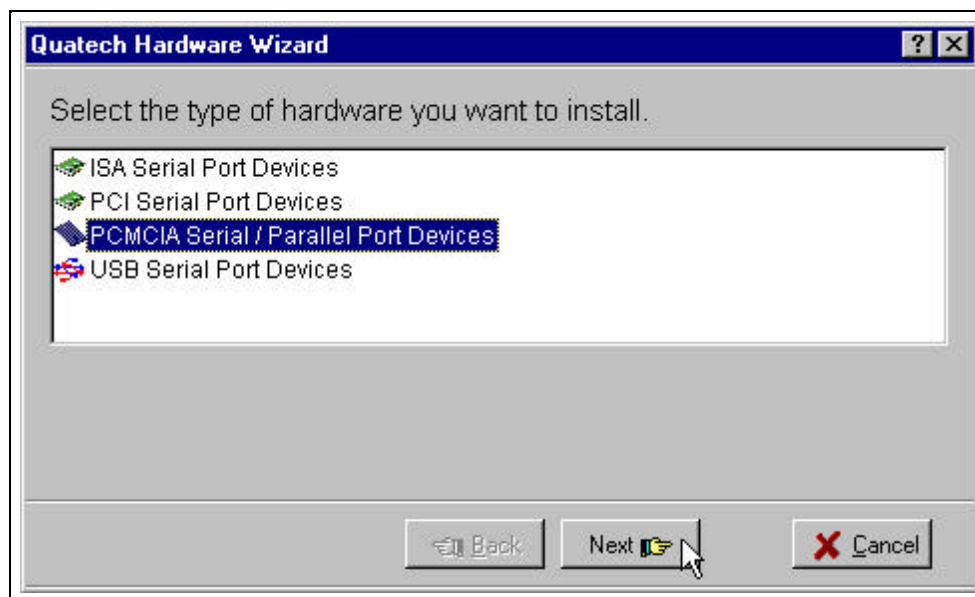 Quatech Hardware Wizard
Select the type of hardware you want to install.
ISA Serial Port Devices
PCI Serial Port Devices
PCMCIA Serial / Parallel Port Devices
USB Serial Port Devices
Back Next Cancel